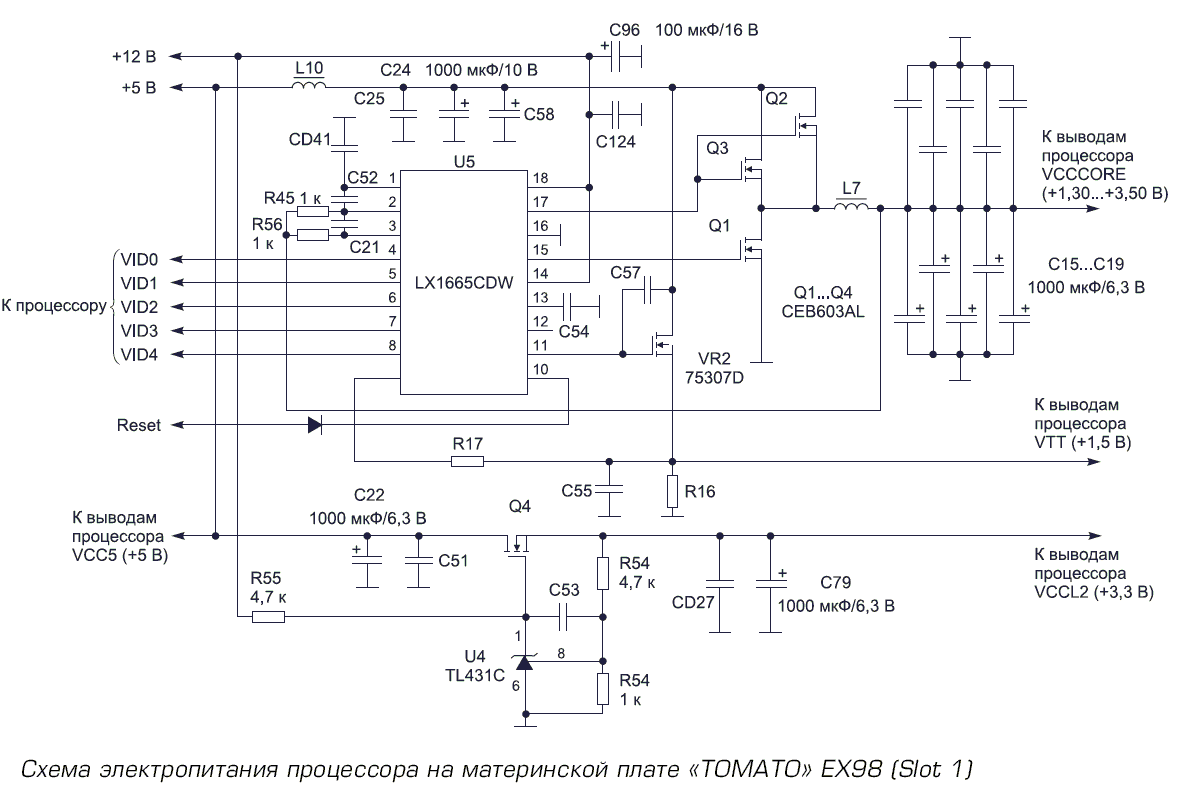 C96 100 мкФ/16 В
+12 В
L10
C24 1000 мкФ/10 В
+5 В
C25
C58
Q2
C124
CD41
Q3
К выводам
процессора
VCCCORE
(+1,30...+3,50 В)
U5
C52
1
18
L7
R45 1 к
2
17
R56
1 к
3
16
Q1
C21
4
15
VID0
C57
C15...C19
1000 мкФ/6,3 В
5
14
VID1
LX1665CDW
Q1...Q4
CEB603AL
К процессору
6
13
VID2
C54
7
12
VID3
8
11
VID4
VR2
75307D
10
Reset
К выводам
процессора
VTT (+1,5 В)
R17
C55
R16
C22
1000 мкФ/6,3 В
Q4
К выводам
процессора
VCC5 (+5 В)
C51
R54
4,7 к
К выводам
процессора
VCCL2 (+3,3 В)
R55
4,7 к
C53
CD27
C79
1000 мкФ/6,3 В
1
U4
TL431C
8
6
R54
1 к
Схема электропитания процессора на материнской плате «TOMATO» EX98 (Slot 1)